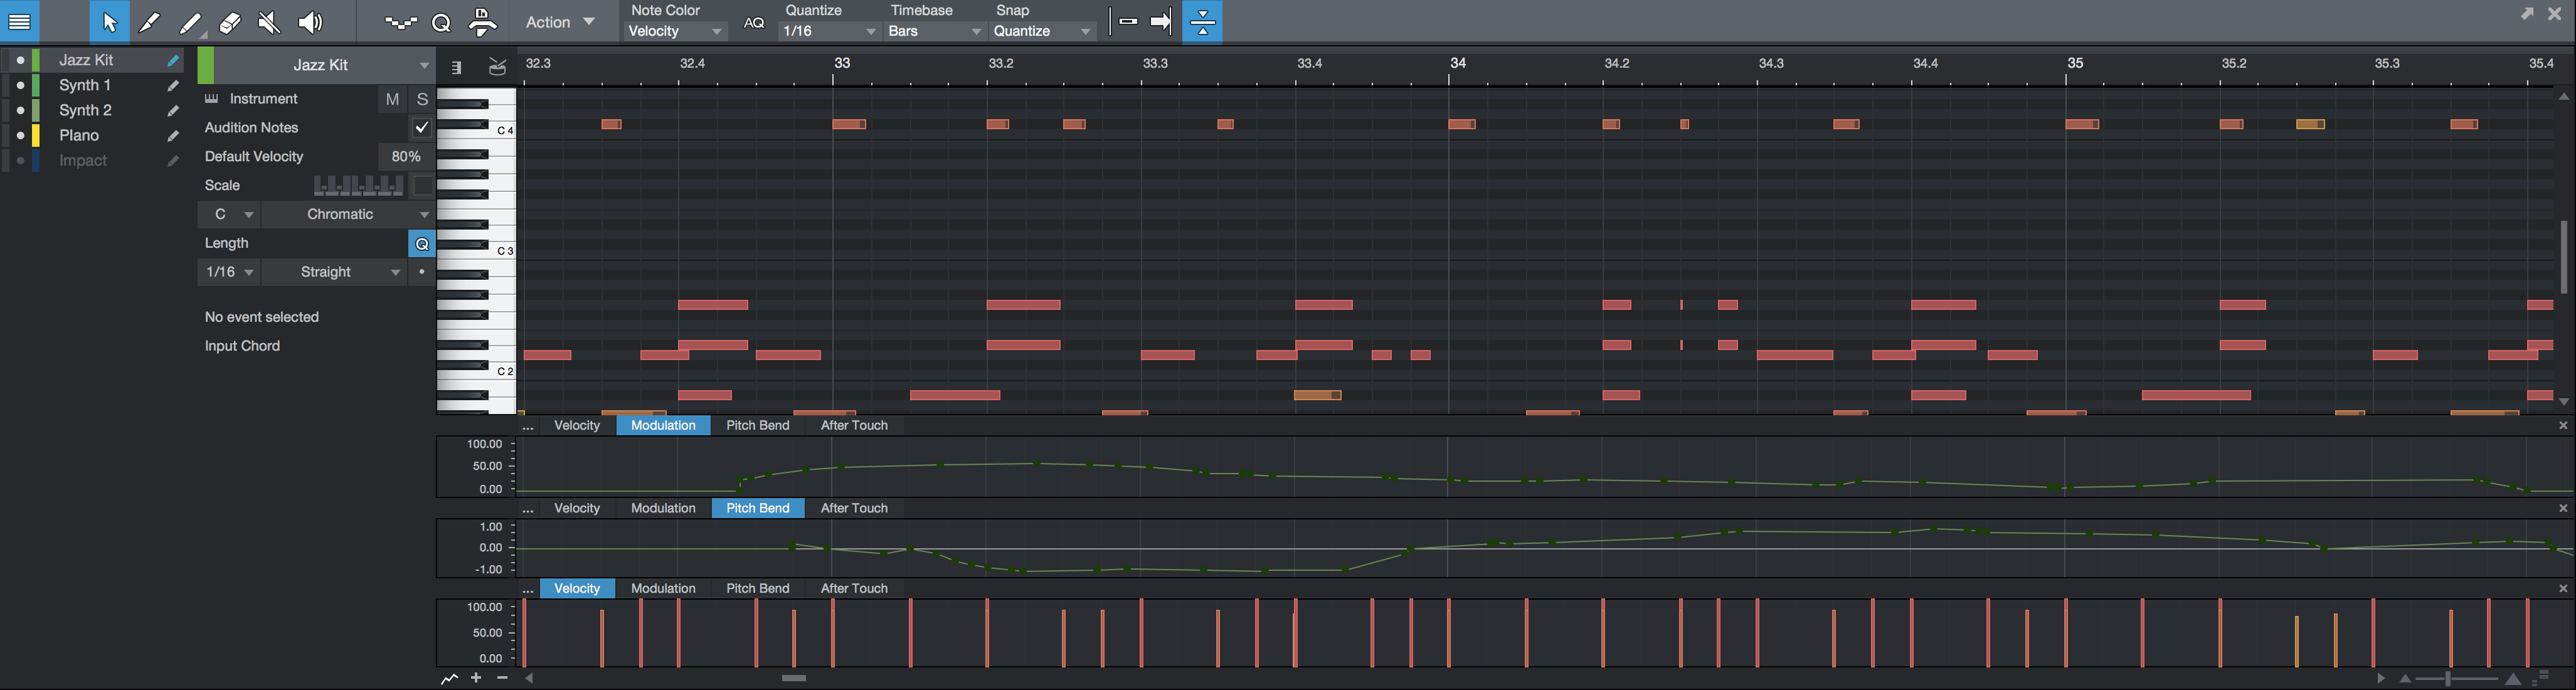 Action
Note Color
Velocity
AQ
Quantize
1/16
Timebase
Bars
Snap
Quantize
Jazz Kit
Synth 1
Synth 2
Piano
Impact
Jazz Kit
Instrument M S
Audition Notes
Default Velocity 80%
Scale
C Chromatic
Length Q
1/16 Straight
No event selected
Input Chord
32.3 32.4 33 33.2 33.3 33.4 34 34.2 34.3 34.4 35 35.2 35.3 35.4
C 4
C 3
C 2
... Velocity Modulation Pitch Bend After Touch
100.00
50.00
0.00
... Velocity Modulation Pitch Bend After Touch
1.00
0.00
-1.00
... Velocity Modulation Pitch Bend After Touch
100.00
50.00
0.00